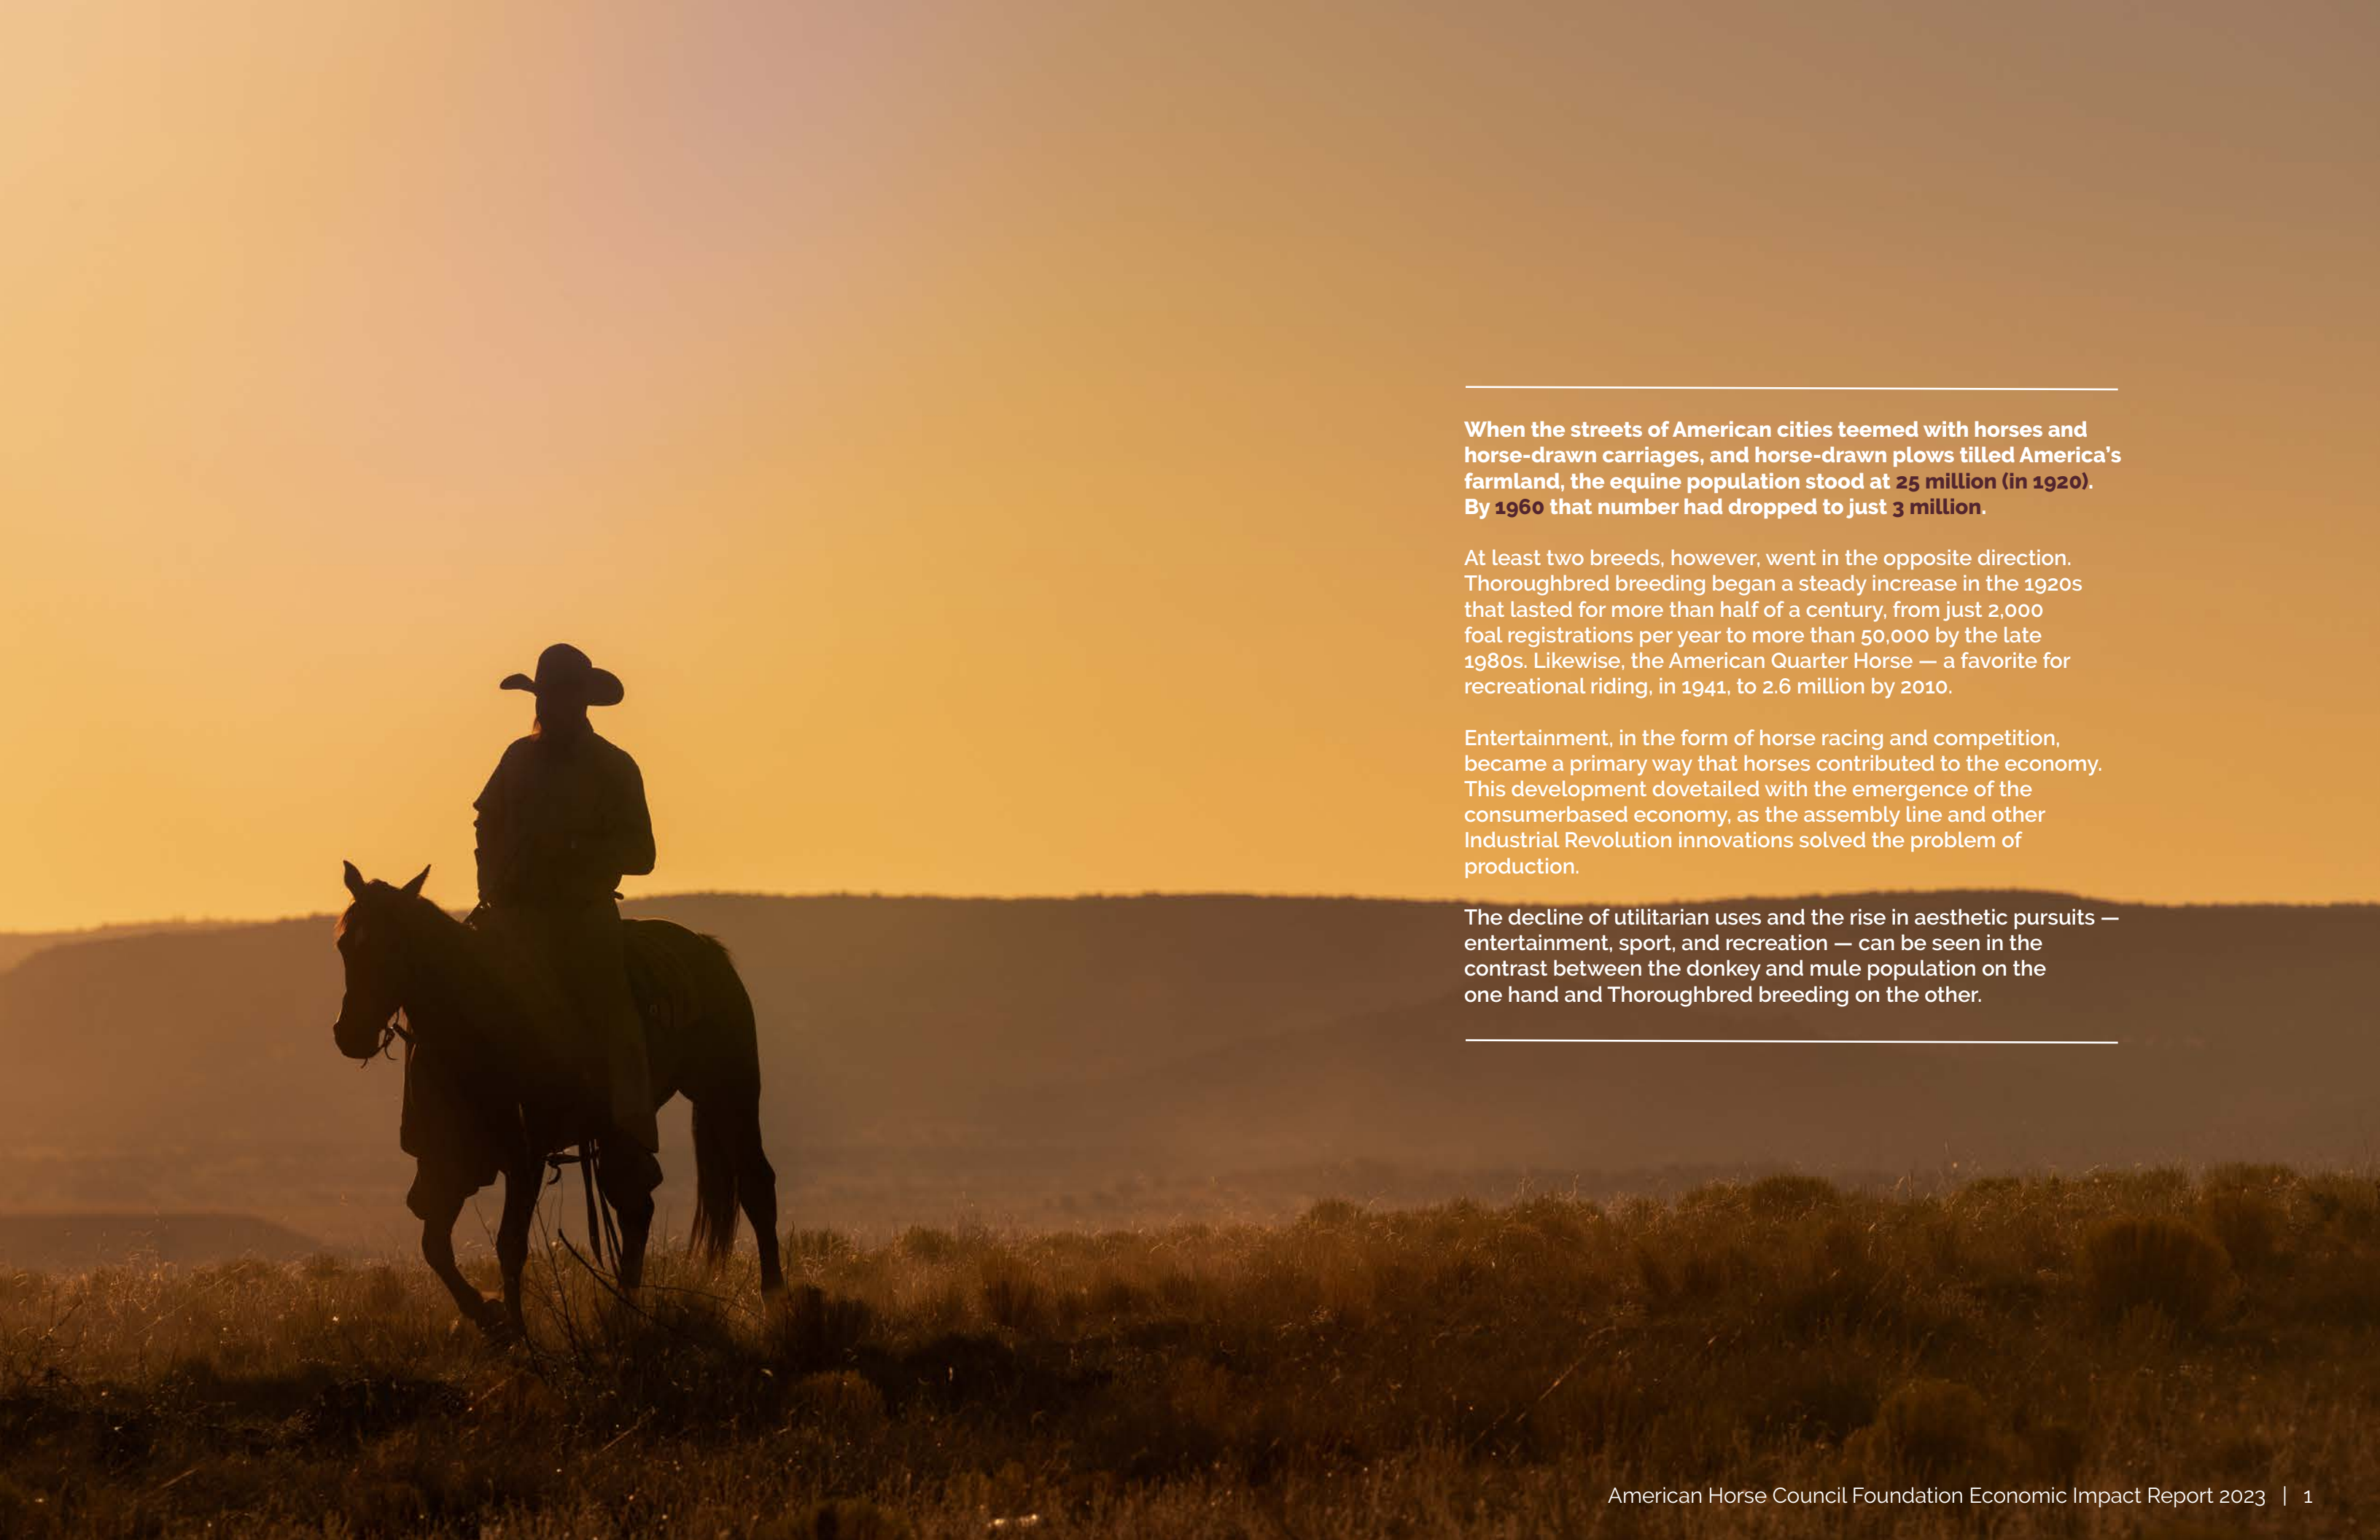 When the streets of American cities teemed with horses and
horse-drawn carriages, and horse-drawn plows tilled America's
farmland, the equine population stood at 25 million (in 1920).
By 1960 that number had dropped to just 3 million.
At least two breeds, however, went in the opposite direction.
Thoroughbred breeding began a steady increase in the 1920s
that lasted for more than half of a century, from just 2,000
foal registrations per year to more than 50,000 by the late
1980s. Likewise, the American Quarter Horse — a favorite for
recreational riding, in 1941, to 2.6 million by 2010.
Entertainment, in the form of horse racing and competition,
became a primary way that horses contributed to the economy.
This development dovetailed with the emergence of the
consumerbased economy, as the assembly line and other
Industrial Revolution innovations solved the problem of
production.
The decline of utilitarian uses and the rise in aesthetic pursuits —
entertainment, sport, and recreation — can be seen in the
contrast between the donkey and mule population on the
one hand and Thoroughbred breeding on the other.
American Horse Council Foundation Economic Impact Report 2023 | 1